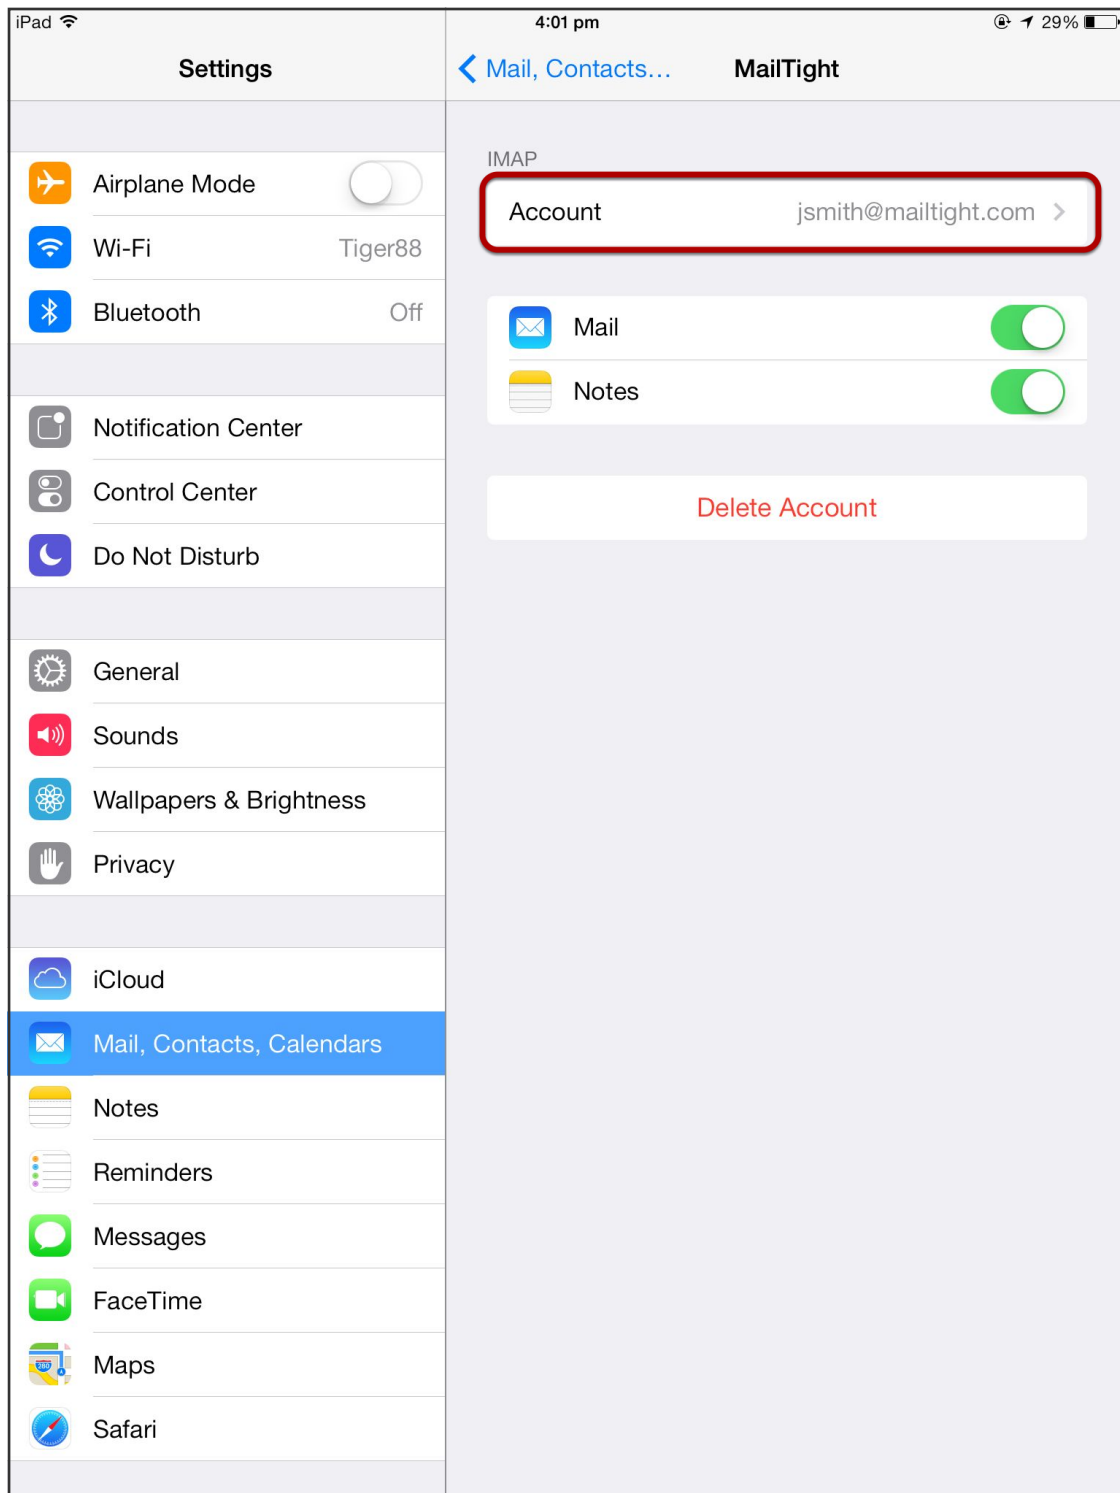 iPad 4:01 pm 29%
Settings
Mail, Contacts... MailTight
Airplane Mode
Wi-Fi Tiger88
Bluetooth Off
Notification Center
Control Center
Do Not Disturb
General
Sounds
Wallpapers & Brightness
Privacy
iCloud
Mail, Contacts, Calendars
Notes
Reminders
Messages
FaceTime
Maps
280
Safari
IMAP
Account jsmith@mailtight.com
Mail
Notes
Delete Account